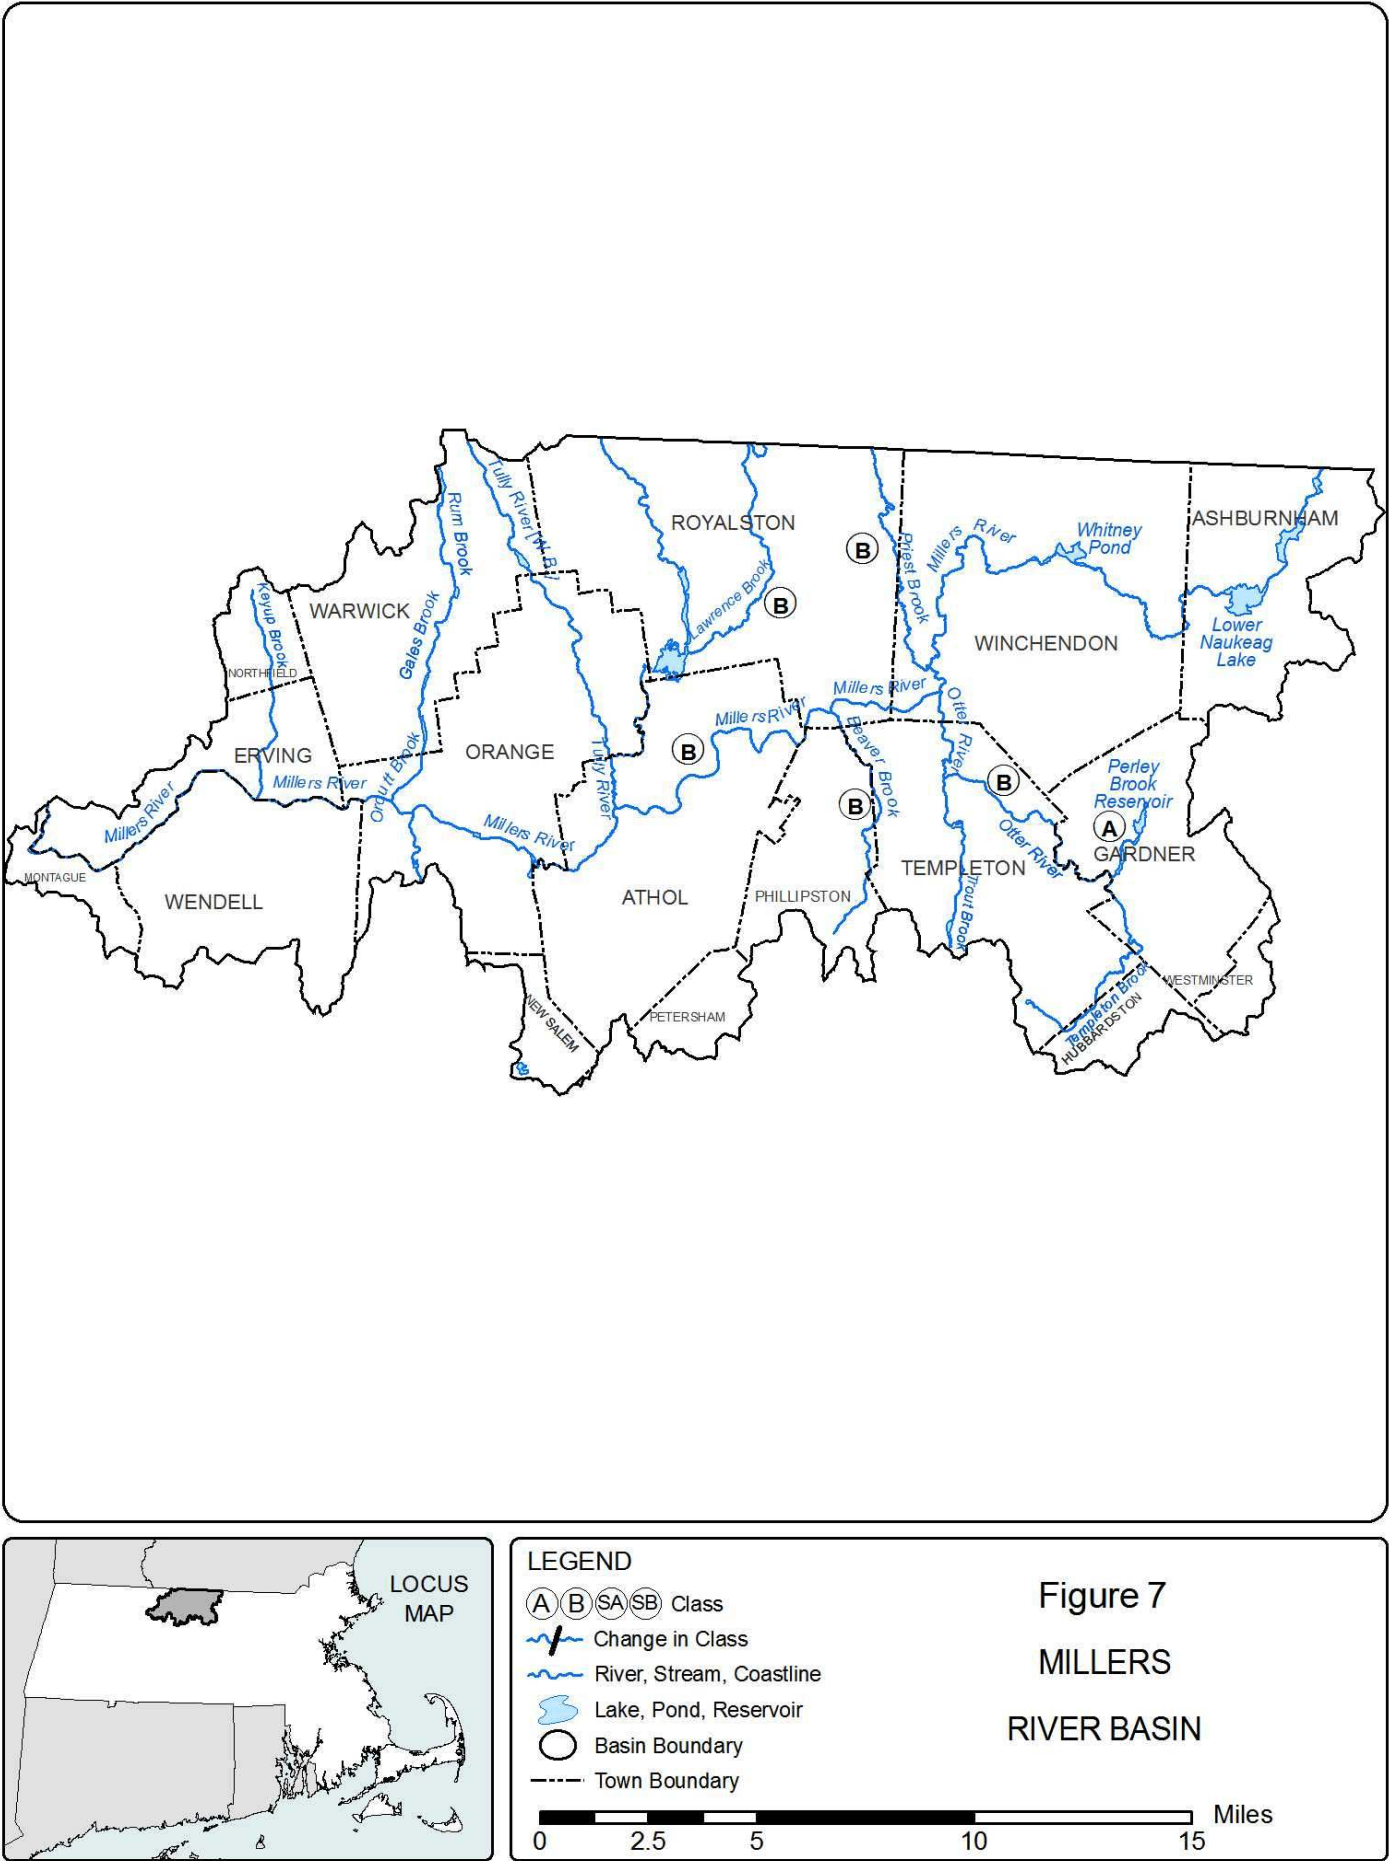 Tully River [W. Br.]
Rum Brook
ROYALSTON
B
Priest Brook
Millers River
Whitney
Pond
ASHBURNHAM
Keyup Brook
WARWICK
Gales Brook
Lawrence Brook
B
Lower
Naukeag
Lake
WINCHENDON
NORTHFIELD
Millers River
Otter River
Millers River
B
Beaver Brook
ERVING
Millers River
Orcutt Brook
ORANGE
Tully River
B
B
Perley
Brook
Reservoir
A
GARDNER
Millers River
Millers River
Otter River
MONTAGUE
WENDELL
ATHOL
PHILLIPSTON
TEMPLETON
Trout Brook
WESTMINSTER
NEW SALEM
PETERSHAM
Templeton Brook
HUBBARDSTON
LOCUS
MAP
LEGEND
A B SA SB Class
Change in Class
River, Stream, Coastline
Lake, Pond, Reservoir
Basin Boundary
Town Boundary
Figure 7
MILLERS
RIVER BASIN
Miles
0 2.5 5 10 15